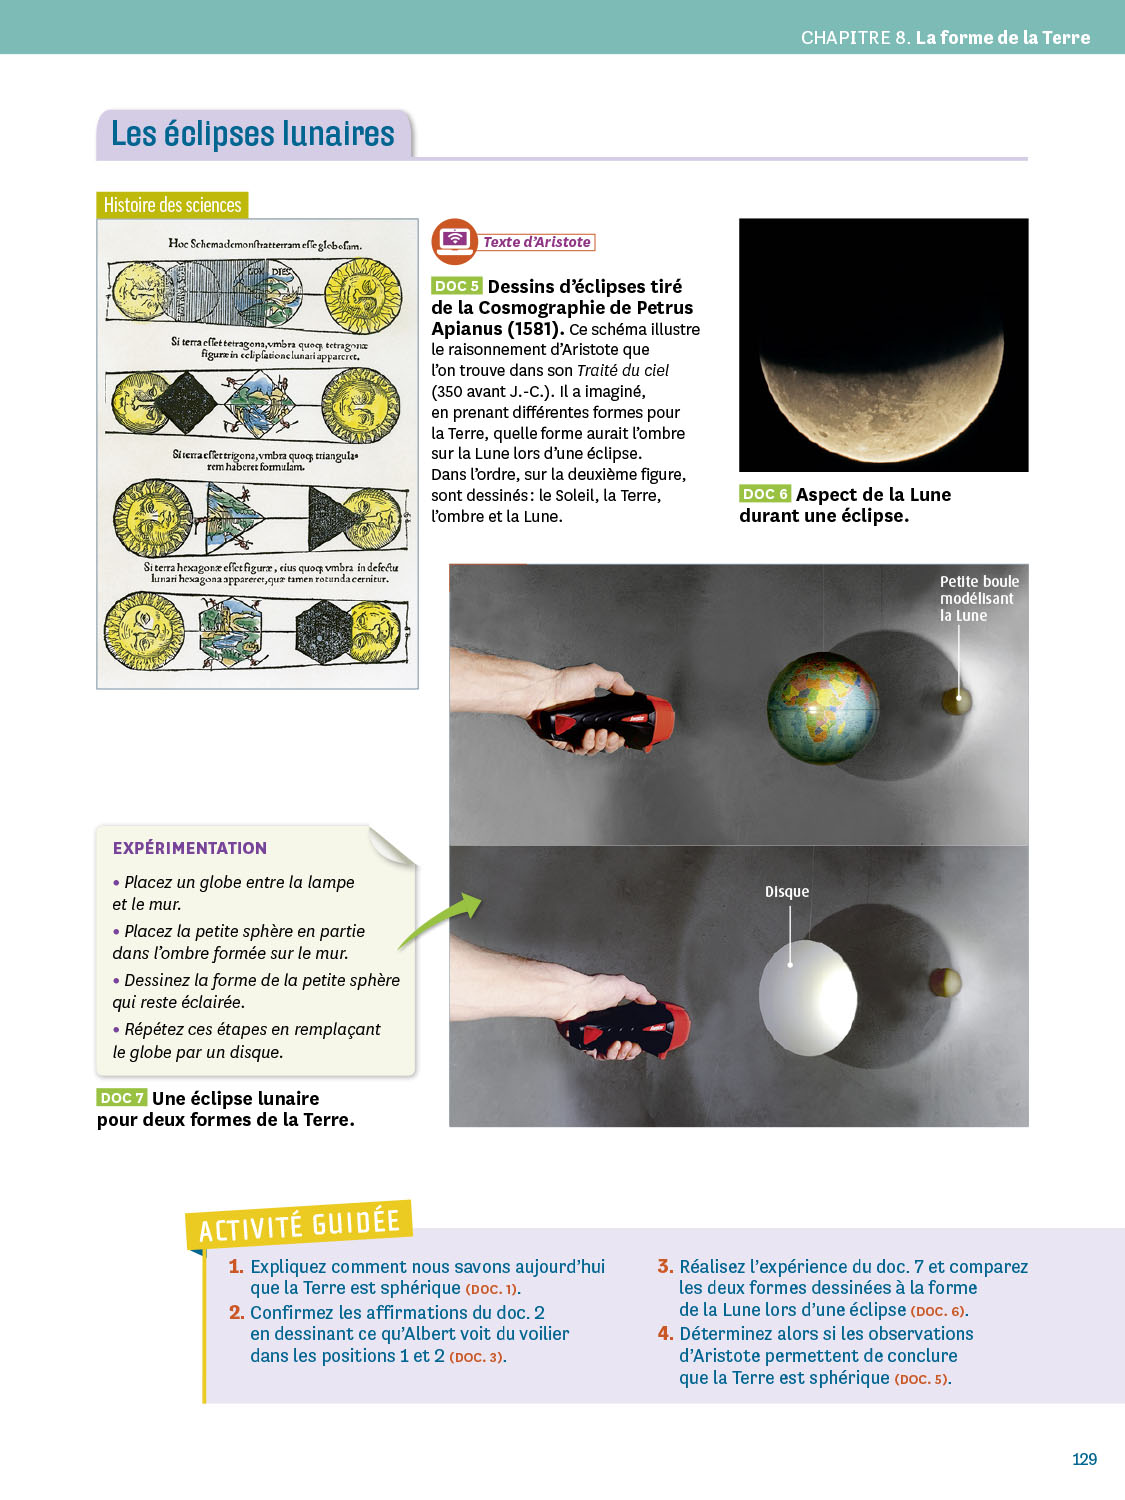 CHAPITRE 8. La forme de la Terre
Les éclipses lunaires
Histoire des sciences
Hoc Schema demonstrat terram esse globosam.
Si terra esset tetragona, vmbra quoq; tetragonæ
figuræ in eclipsatione lunari appareret.
Si terra esset trigona, vmbra quoq; triangula-
rem haberet formulam.
Si terra hexagonæ esset figuræ, eius quoq; vmbra in defectu
lunari hexagona appareret, quæ tamen rotunda cernitur.
Texte d'Aristote
DOC 5 Dessins d'éclipses tiré
de la Cosmographie de Petrus
Apianus (1581). Ce schéma illustre
le raisonnement d'Aristote que
l'on trouve dans son Traité du ciel
(350 avant J.-C.). Il a imaginé,
en prenant différentes formes pour
la Terre, quelle forme aurait l'ombre
sur la Lune lors d'une éclipse.
Dans l'ordre, sur la deuxième figure,
sont dessinés : le Soleil, la Terre,
l'ombre et la Lune.
DOC 6 Aspect de la Lune
durant une éclipse.
Petite boule
modélisant
la Lune
Disque
EXPÉRIMENTATION
• Placez un globe entre la lampe
et le mur.
• Placez la petite sphère en partie
dans l'ombre formée sur le mur.
• Dessinez la forme de la petite sphère
qui reste éclairée.
• Répétez ces étapes en remplaçant
le globe par un disque.
DOC 7 Une éclipse lunaire
pour deux formes de la Terre.
ACTIVITÉ GUIDÉE
1. Expliquez comment nous savons aujourd'hui
que la Terre est sphérique (DOC. 1).
2. Confirmez les affirmations du doc. 2
en dessinant ce qu'Albert voit du voilier
dans les positions 1 et 2 (DOC. 3).
3. Réalisez l'expérience du doc. 7 et comparez
les deux formes dessinées à la forme
de la Lune lors d'une éclipse (DOC. 6).
4. Déterminez alors si les observations
d'Aristote permettent de conclure
que la Terre est sphérique (DOC. 5).
129